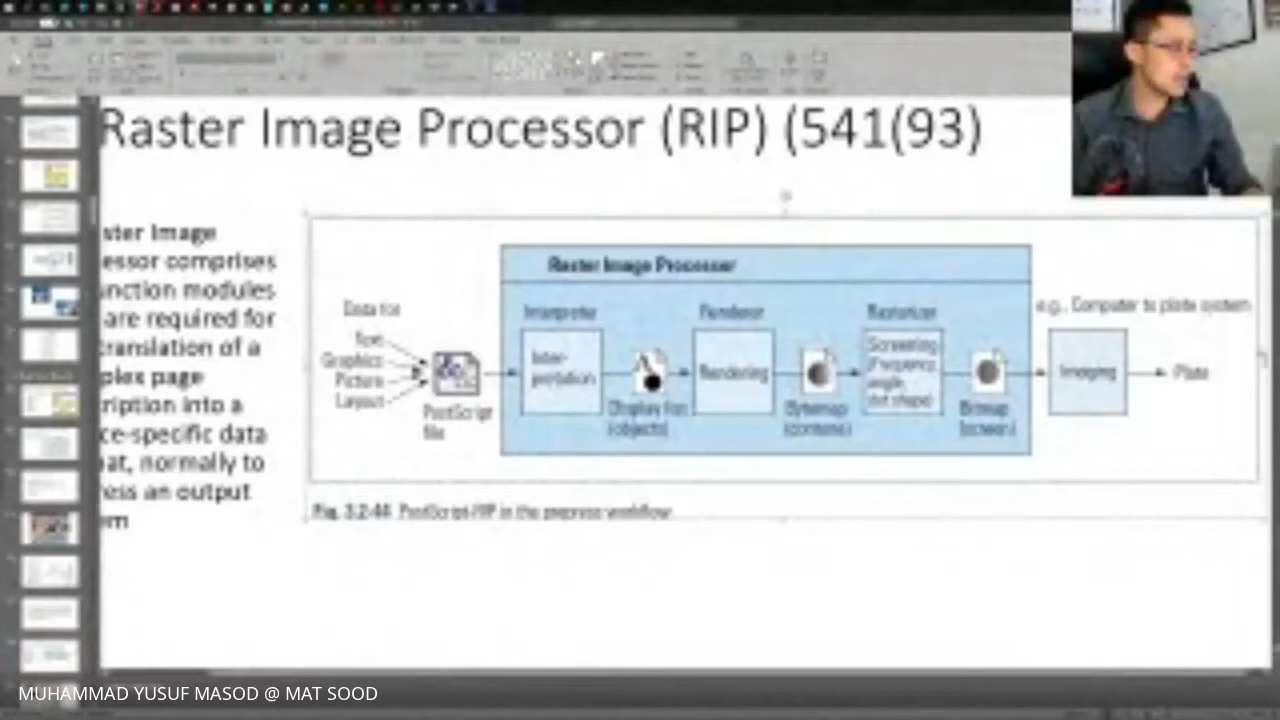 Raster Image Processor (RIP) (541(93)
ster Image
essor comprises
unction modules
are required for
translation of a
plex page
ription into a
ce-specific data
at, normally to
ress an output
em
Raster Image Processor
Data for
Text
Graphics
Picture
Layout
PostScript
file
Interpreter
Inter-
pretation
Display list
(objects)
Renderer
Rendering
Bytemap
(contone)
Rasterizer
Screening
(Frequency,
angle,
dot shape)
Bitmap
(screen)
e.g., Computer to plate system
Imaging
Plate
Fig. 3.2-44 PostScript-RIP in the prepress workflow
MUHAMMAD YUSUF MASOD @ MAT SOOD